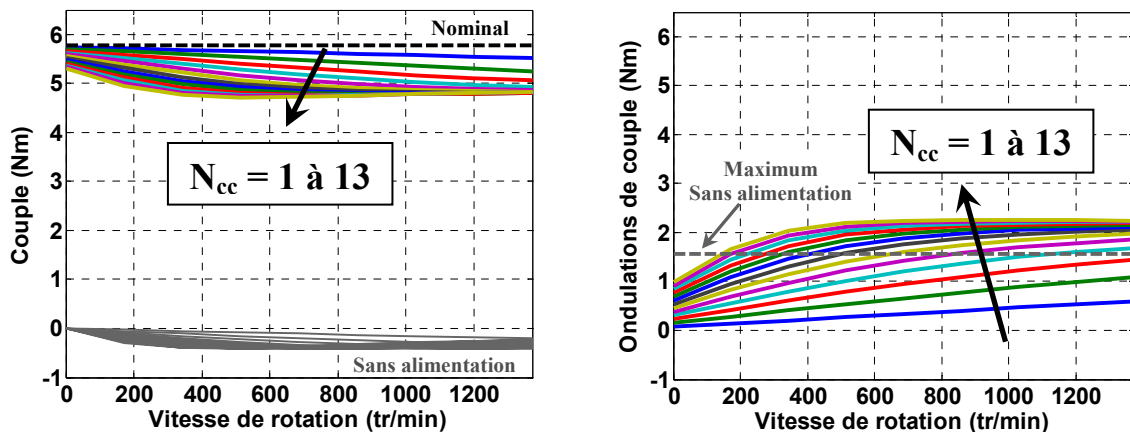 Nominal
6
5
4
3
2
1
0
-1
Couple (Nm)
N_cc = 1 à 13
Sans alimentation
0 200 400 600 800 1000 1200
Vitesse de rotation (tr/min)
6
5
4
3
2
1
0
-1
Ondulations de couple (Nm)
N_cc = 1 à 13
Maximum
Sans alimentation
0 200 400 600 800 1000 1200
Vitesse de rotation (tr/min)